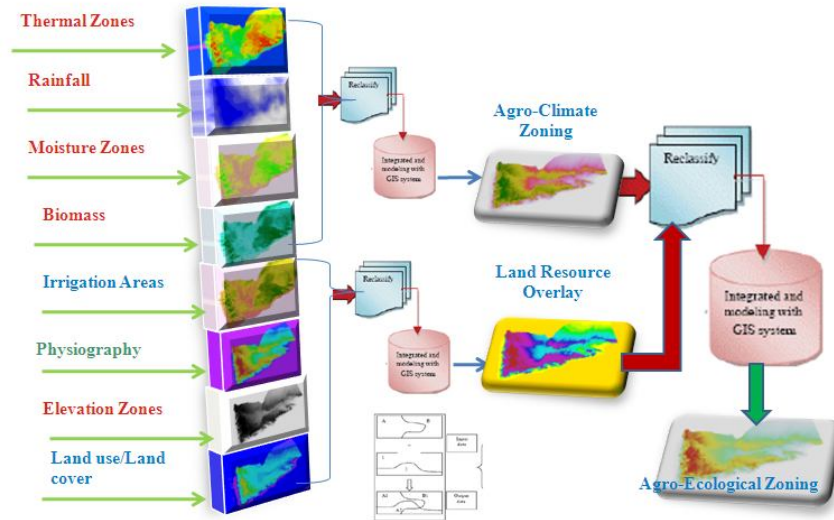 Thermal Zones
Rainfall
Moisture Zones
Biomass
Irrigation Areas
Physiography
Elevation Zones
Land use/Land
cover
Reclassify
Integrated and
modeling with
GIS system
Agro-Climate
Zoning
Reclassify
Integrated and
modeling with
GIS system
Land Resource
Overlay
Reclassify
Integrated and
modeling with
GIS system
Agro-Ecological Zoning
A
B